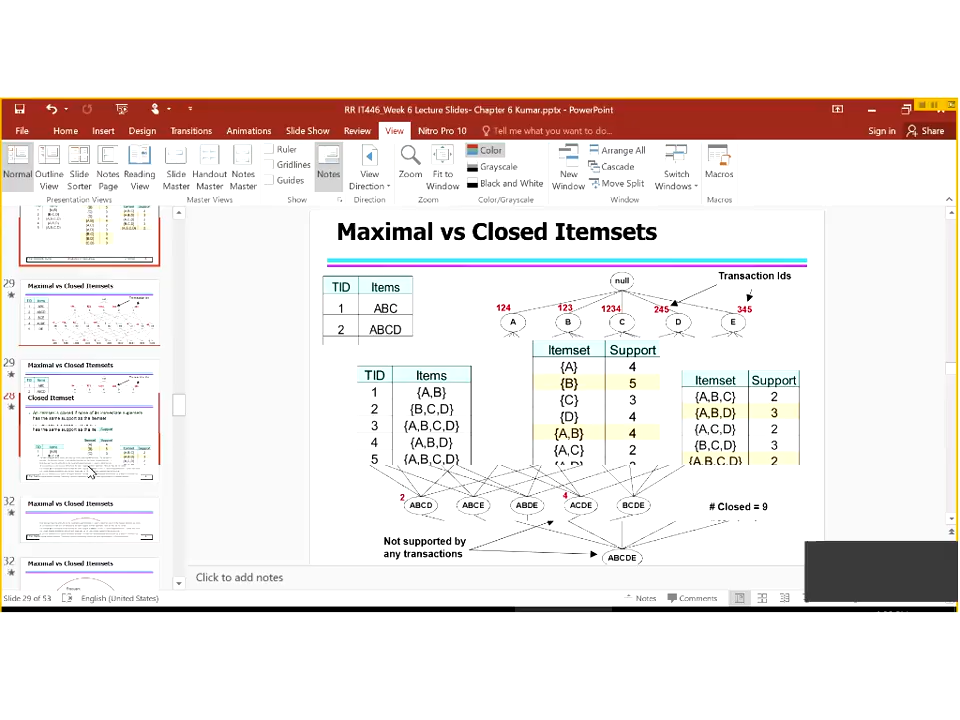 RR IT446_Week 6 Lecture Slides- Chapter 6 Kumar.pptx - PowerPoint
File Home Insert Design Transitions Animations Slide Show Review View Nitro Pro 10 Tell me what you want to do... Sign in Share
Normal Outline View Slide Sorter Notes Page Reading View Slide Master Handout Master Notes Master
Ruler
Gridlines
Guides
Notes View Direction Zoom Fit to Window
Color
Grayscale
Black and White
New Window
Arrange All
Cascade
Move Split
Switch Windows Macros
Presentation Views Master Views Show Direction Zoom Color/Grayscale Window Macros
29
Maximal vs Closed Itemsets
29
Maximal vs Closed Itemsets
28
Closed Itemset
32
Maximal vs Closed Itemsets
32
Maximal vs Closed Itemsets
Maximal vs Closed Itemsets
TID Items
1 ABC
2 ABCD
null
Transaction Ids
124 123 1234 245 345
A B C D E
TID Items
1 {A,B}
2 {B,C,D}
3 {A,B,C,D}
4 {A,B,D}
5 {A,B,C,D}
Itemset Support
{A} 4
{B} 5
{C} 3
{D} 4
{A,B} 4
{A,C} 2
Itemset Support
{A,B,C} 2
{A,B,D} 3
{A,C,D} 2
{B,C,D} 3
{A,B,C,D} 2
2 4
ABCD ABCE ABDE ACDE BCDE
# Closed = 9
Not supported by
any transactions
ABCDE
Click to add notes
Slide 29 of 53 English (United States) Notes Comments